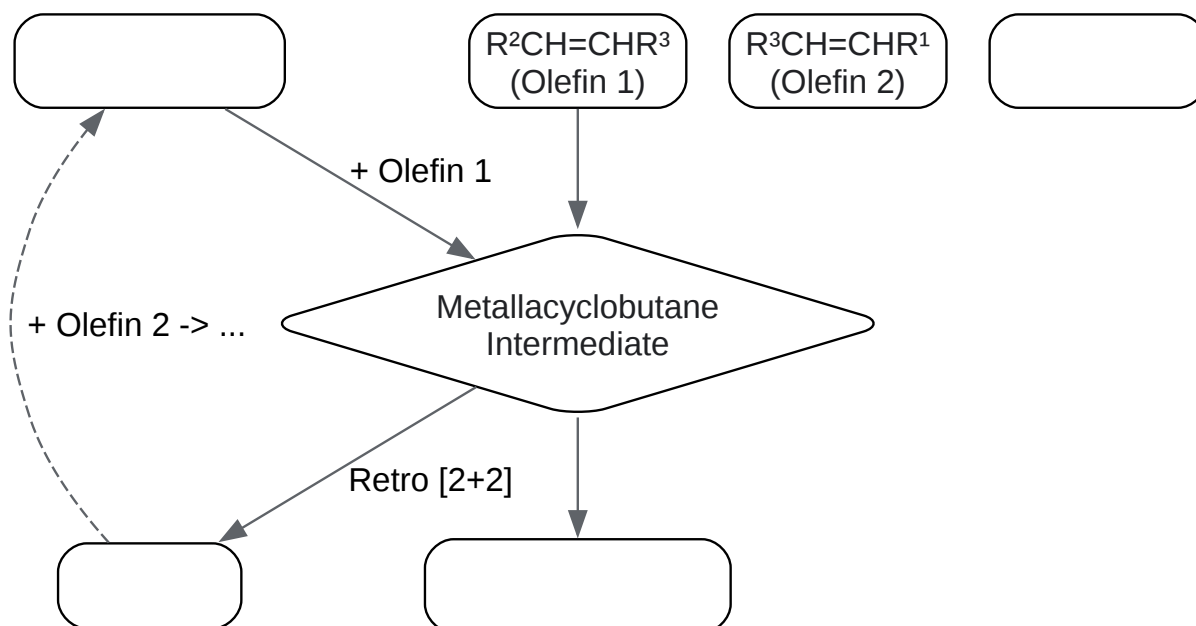 R²CH=CHR³
(Olefin 1)
R³CH=CHR¹
(Olefin 2)
+ Olefin 1
+ Olefin 2 -> ...
Metallacyclobutane
Intermediate
Retro [2+2]